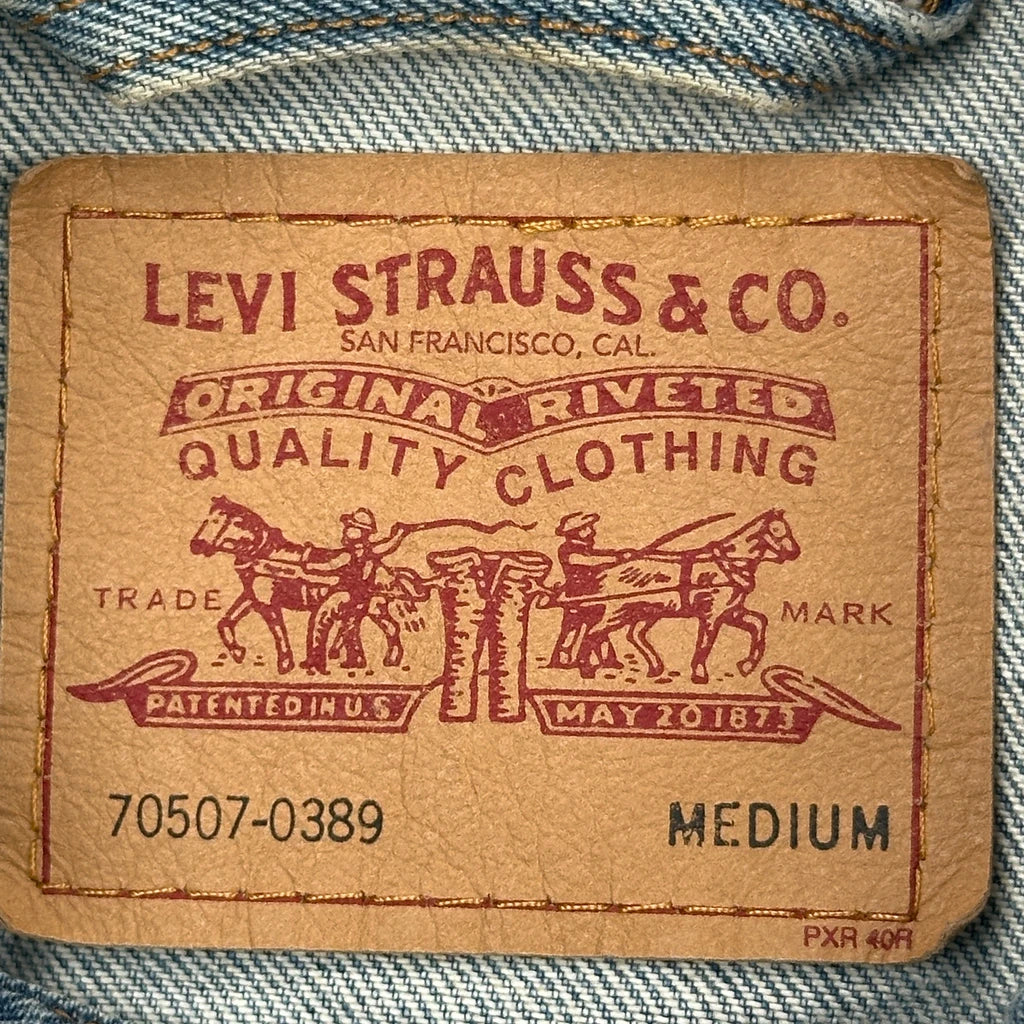 LEVI STRAUSS & CO.®
SAN FRANCISCO, CAL.
ORIGINAL RIVETED
QUALITY CLOTHING
TRADE MARK
PATENTED IN U.S MAY 20 1873
70507-0389 MEDIUM
PXR 40R